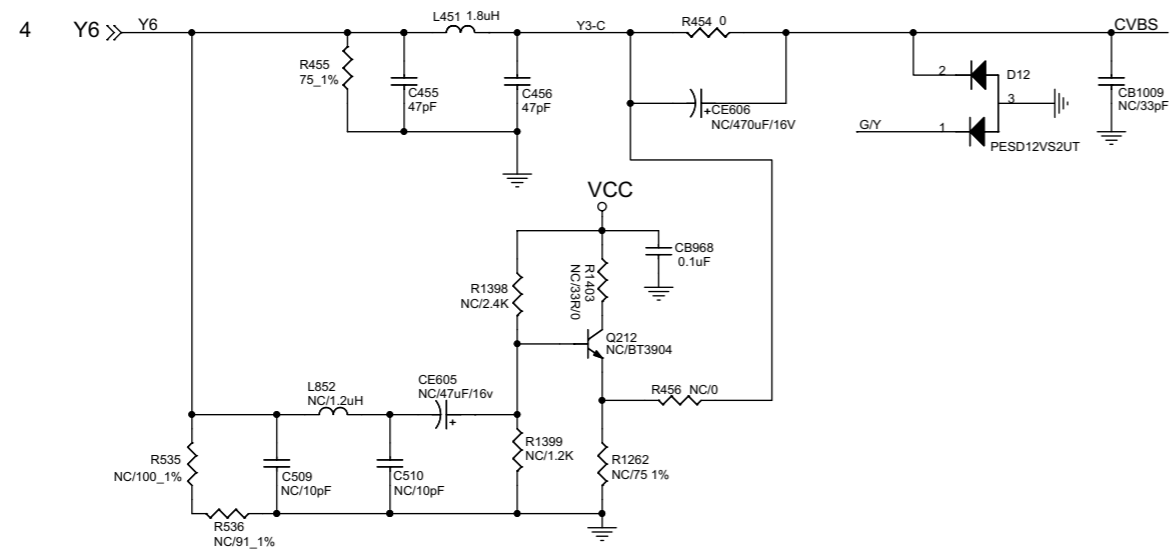 4 Y6 Y6
L451 1.8uH
Y3-C
R454 0
CVBS
R455
75_1%
C455
47pF
C456
47pF
+CE606
NC/470uF/16V
2
D12
3
G/Y
1
PESD12VS2UT
CB1009
NC/33pF
VCC
CB968
0.1uF
R1398
NC/2.4K
R1403
NC/33R/0
Q212
NC/BT3904
L852
NC/1.2uH
CE605
NC/47uF/16v
+
R456 NC/0
R535
NC/100_1%
C509
NC/10pF
C510
NC/10pF
R1399
NC/1.2K
R1262
NC/75 1%
R536
NC/91_1%